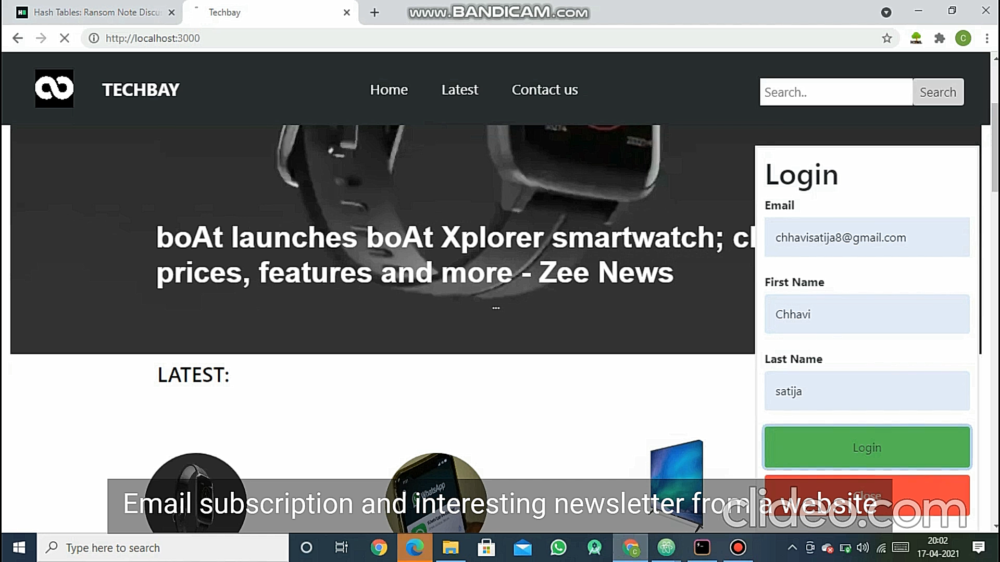 Hash Tables: Ransom Note Discu
Techbay
www.BANDICAM.com
http://localhost:3000
HTML
C
TECHBAY
Home
Latest
Contact us
Search..
Search
boAt launches boAt Xplorer smartwatch; cl
prices, features and more - Zee News
...
Login
Email
chhavisatija8@gmail.com
First Name
Chhavi
Last Name
satija
Login
Close
LATEST:
WhatsApp
Email subscription and interesting newsletter from a website
clideo.com
Type here to search
20:02
17-04-2021